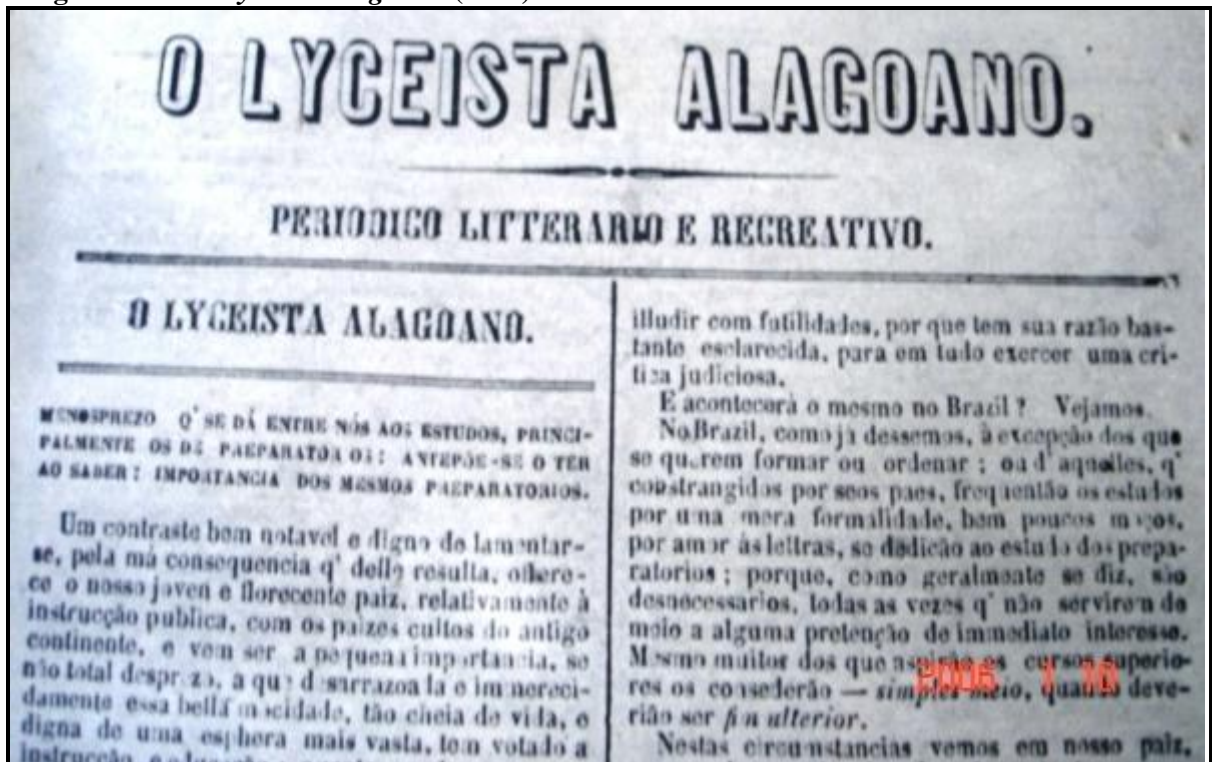 O LYCEISTA ALAGOANO.
PERIODICO LITTERARIO E RECREATIVO.
O LYCEISTA ALAGOANO.
MENOSPREZO Q' SE DÁ ENTRE NÓS AOS ESTUDOS, PRINCI-
PALMENTE OS DE PREPARATORIOS: ANTEPÕE-SE O TER
AO SABER: IMPORTANCIA DOS MESMOS PREPARATORIOS.
Um contraste bem notavel e digno de lamentar-
se, pela má consequencia q' delle resulta, offere-
ce o nosso joven e florecente paiz, relativamente à
instrucção publica, com os paizes cultos do antigo
continente, e vem ser a pequena importancia, se
não total desprezo, a que desarrazoada e immereci-
damente essa bella mocidade, tão cheia de vida, e
digna de uma esphera mais vasta, tem votado a
instrucção
illudir com futilidades, por que tem sua razão bas-
tante esclarecida, para em tudo exercer uma cri-
tica judiciosa.
E acontecerá o mesmo no Brazil? Vejamos.
No Brazil, como já dessemos, à excepção dos que
se querem formar ou ordenar; ou d'aquelles, q'
constrangidos por seos paes, frequentão os estudos
por uma mera formalidade, bem poucos moços,
por amor às lettras, se dedicão ao estudo dos prepa-
ratorios; porque, como geralmente se diz, são
desnecessarios, todas as vezes q' não servirem de
meio a alguma pretenção de immediato interesse.
Mesmo muitos dos que aspirão os cursos superio-
res os consederão — simples meio, quando deve-
rião ser fim ulterior.
Nestas circumstancias vemos em nosso paiz,
2006 1 10